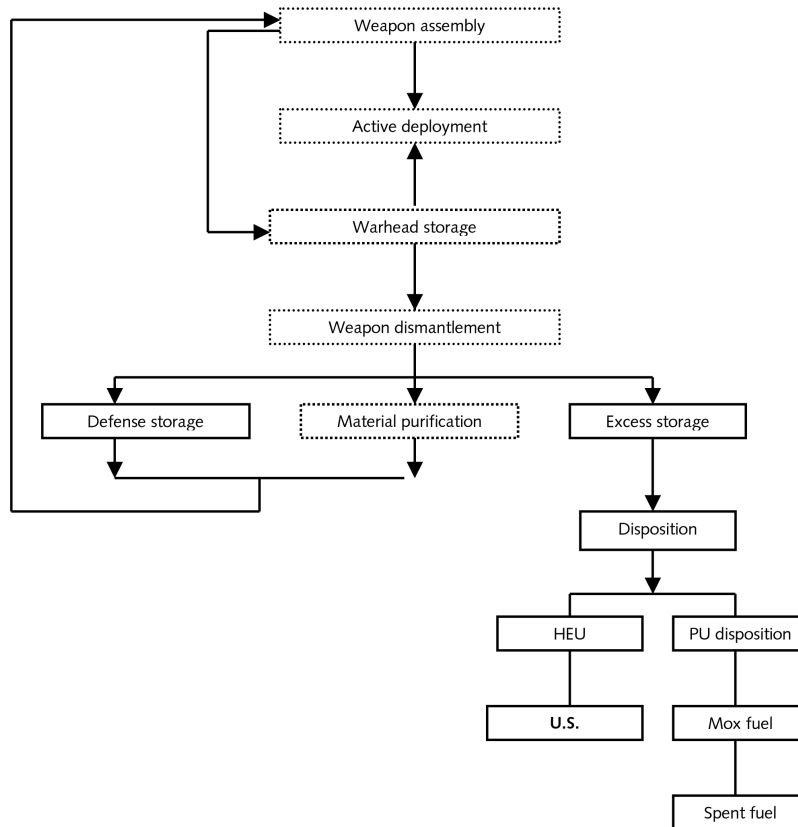 Weapon assembly
Active deployment
Warhead storage
Weapon dismantlement
Defense storage
Material purification
Excess storage
Disposition
HEU
PU disposition
U.S.
Mox fuel
Spent fuel